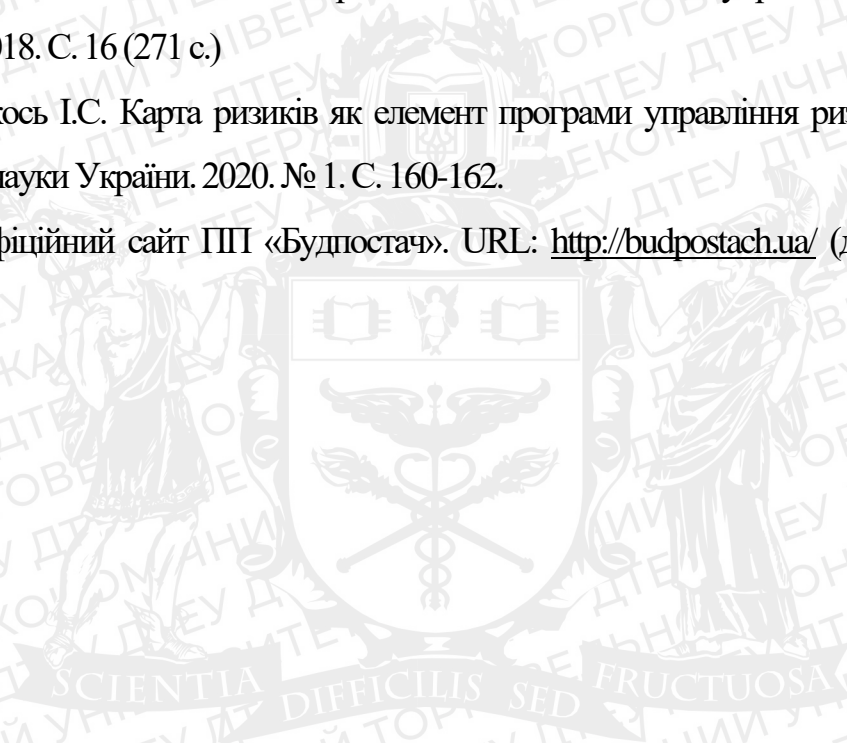 018. С. 16 (271 с.)
кось І.С. Карта ризиків як елемент програми управління риз
науки України. 2020. № 1. С. 160-162.
фіційний сайт ПП «Будпостач». URL: http://budpostach.ua/ (д
SCIENTIA DIFFICILIS SED FRUCTUOSA